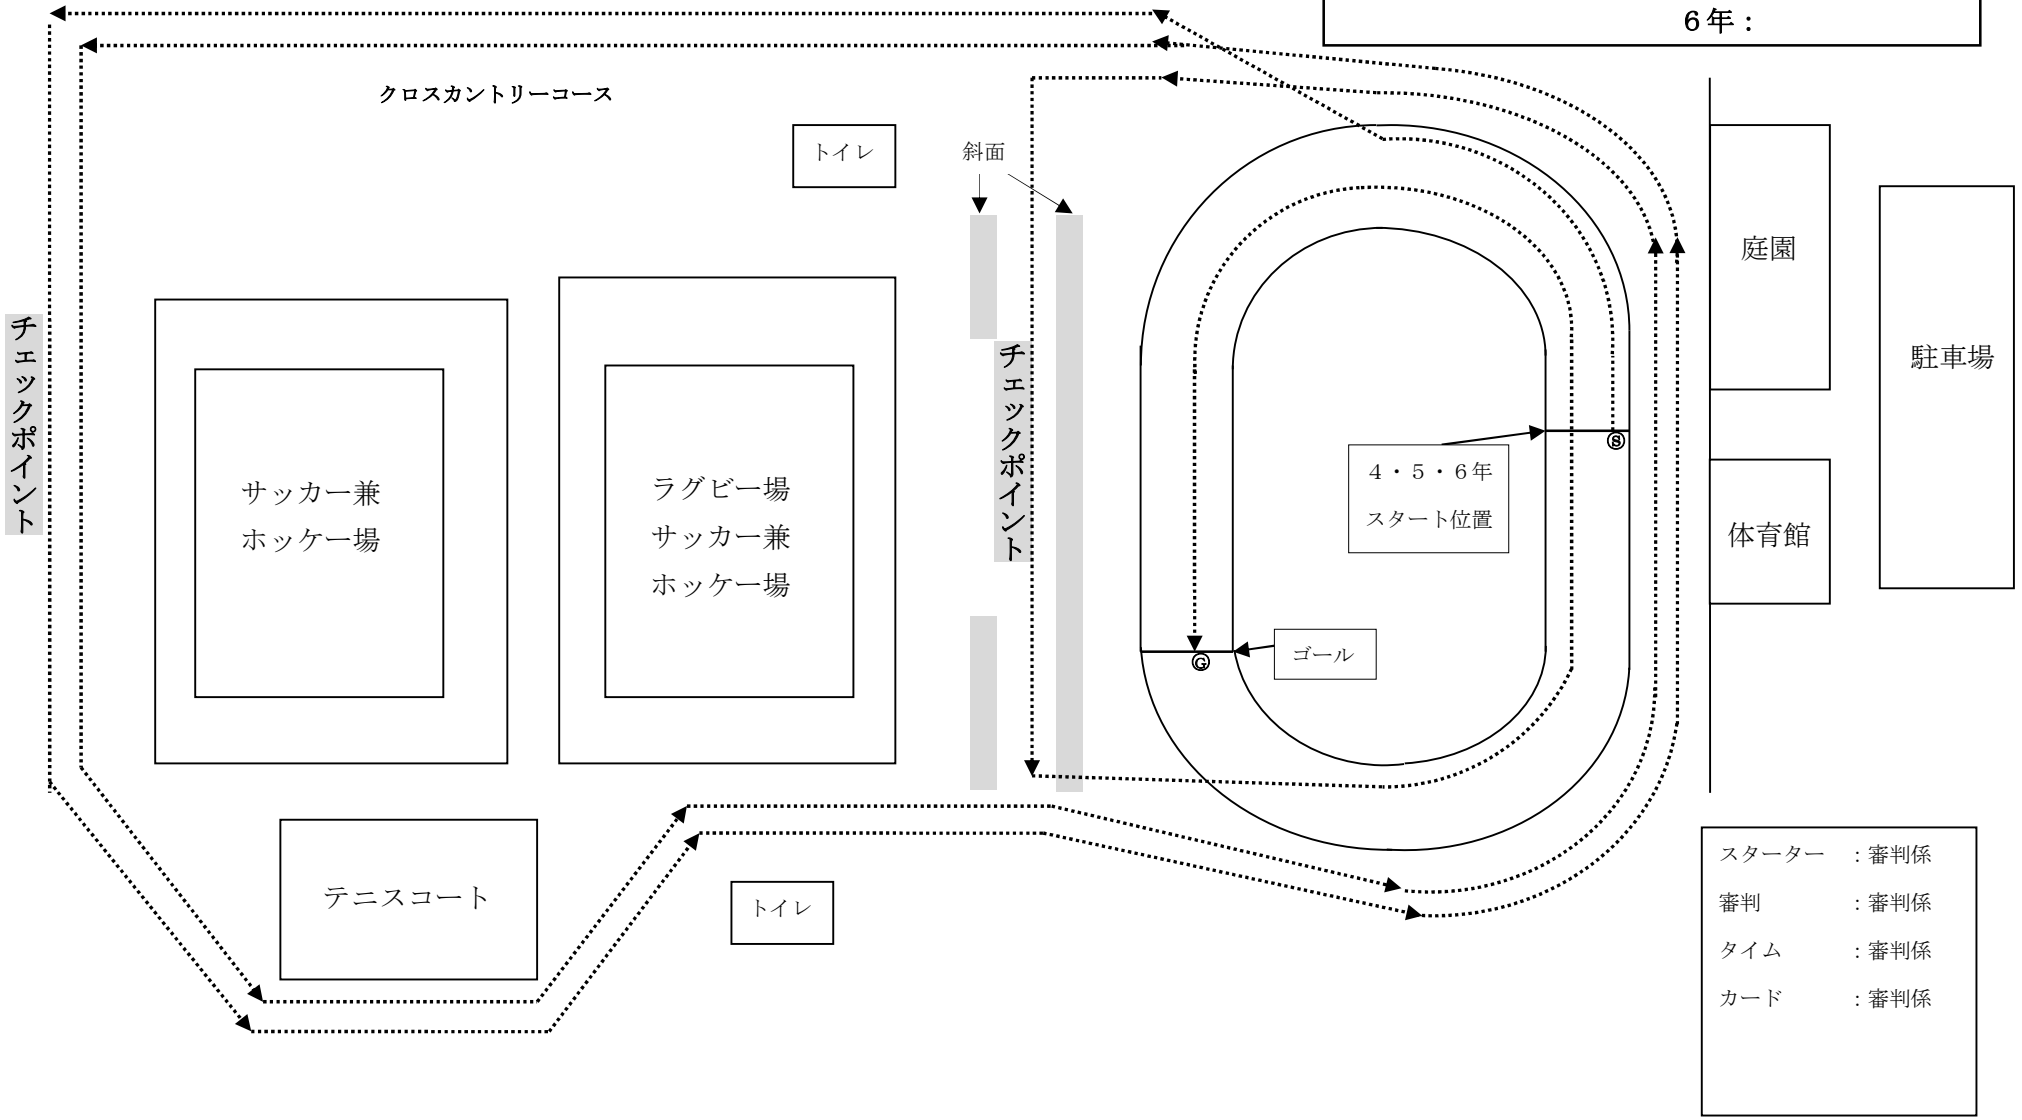 ６年：
クロスカントリーコース
トイレ
斜面
庭園
駐車場
チェックポイント
チェックポイント
Ⓢ
４・５・６年
スタート位置
サッカー兼
ホッケー場
ラグビー場
サッカー兼
ホッケー場
体育館
ゴール
Ⓖ
テニスコート
トイレ
スターター　：審判係
審判　　　　：審判係
タイム　　　：審判係
カード　　　：審判係